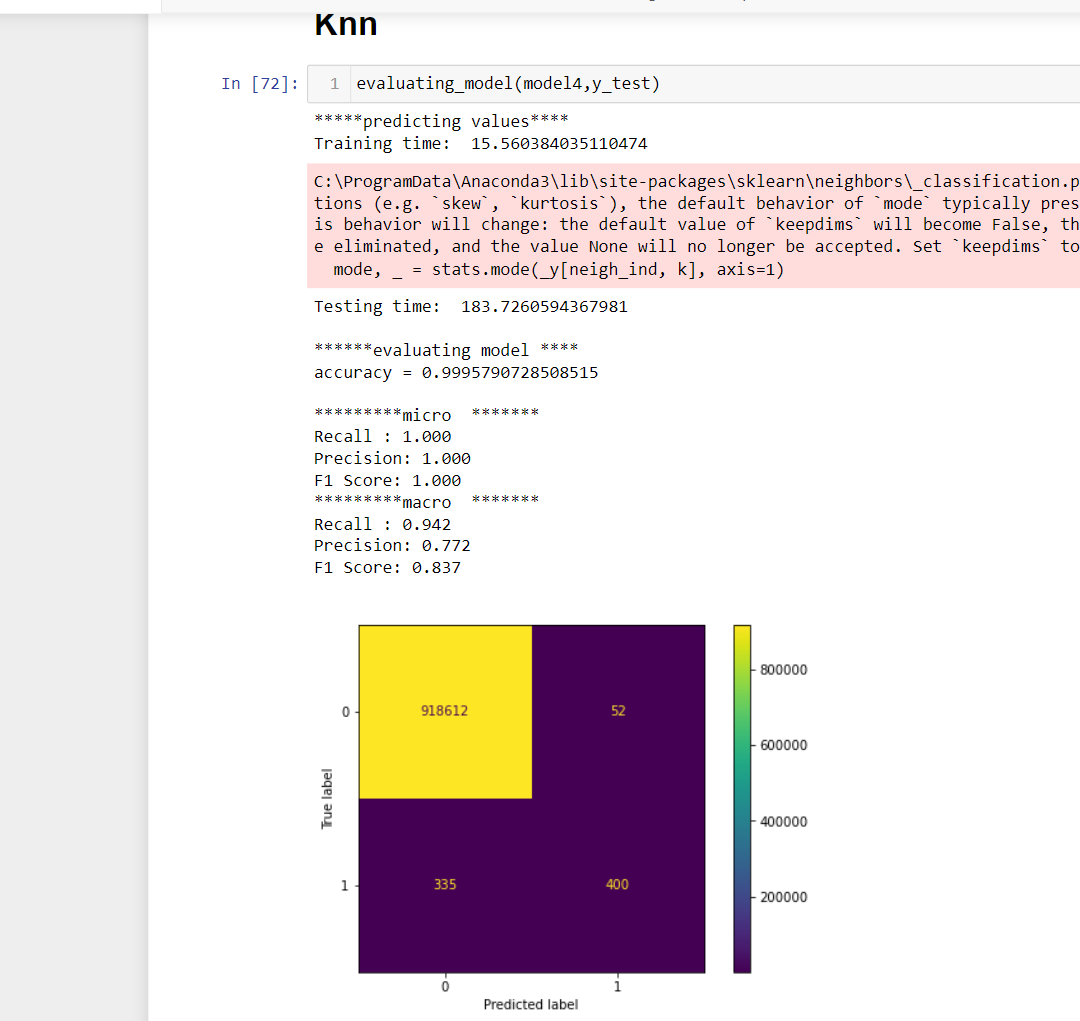 Knn
In [72]:
1 evaluating_model(model4,y_test)
*****predicting values****
Training time:  15.560384035110474
C:\ProgramData\Anaconda3\lib\site-packages\sklearn\neighbors\_classification.p
tions (e.g. `skew`, `kurtosis`), the default behavior of `mode` typically pres
is behavior will change: the default value of `keepdims` will become False, th
e eliminated, and the value None will no longer be accepted. Set `keepdims` to
  mode, _ = stats.mode(_y[neigh_ind, k], axis=1)
Testing time:  183.7260594367981
******evaluating model ****
accuracy = 0.9995790728508515
*********micro  *******
Recall : 1.000
Precision: 1.000
F1 Score: 1.000
*********macro  *******
Recall : 0.942
Precision: 0.772
F1 Score: 0.837
918612
52
335
400
0
1
True label
0
1
Predicted label
800000
600000
400000
200000